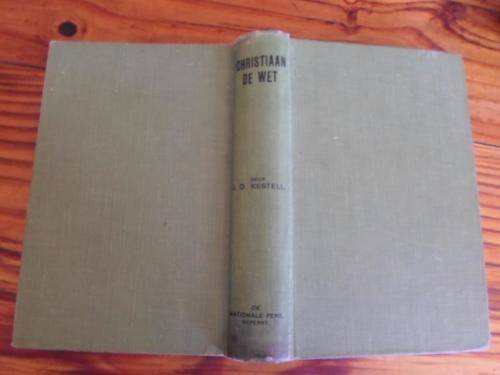 CHRISTIAAN
DE WET
DEUR
D. KESTELL
DE
NATIONALE PERS,
BEPERKT.